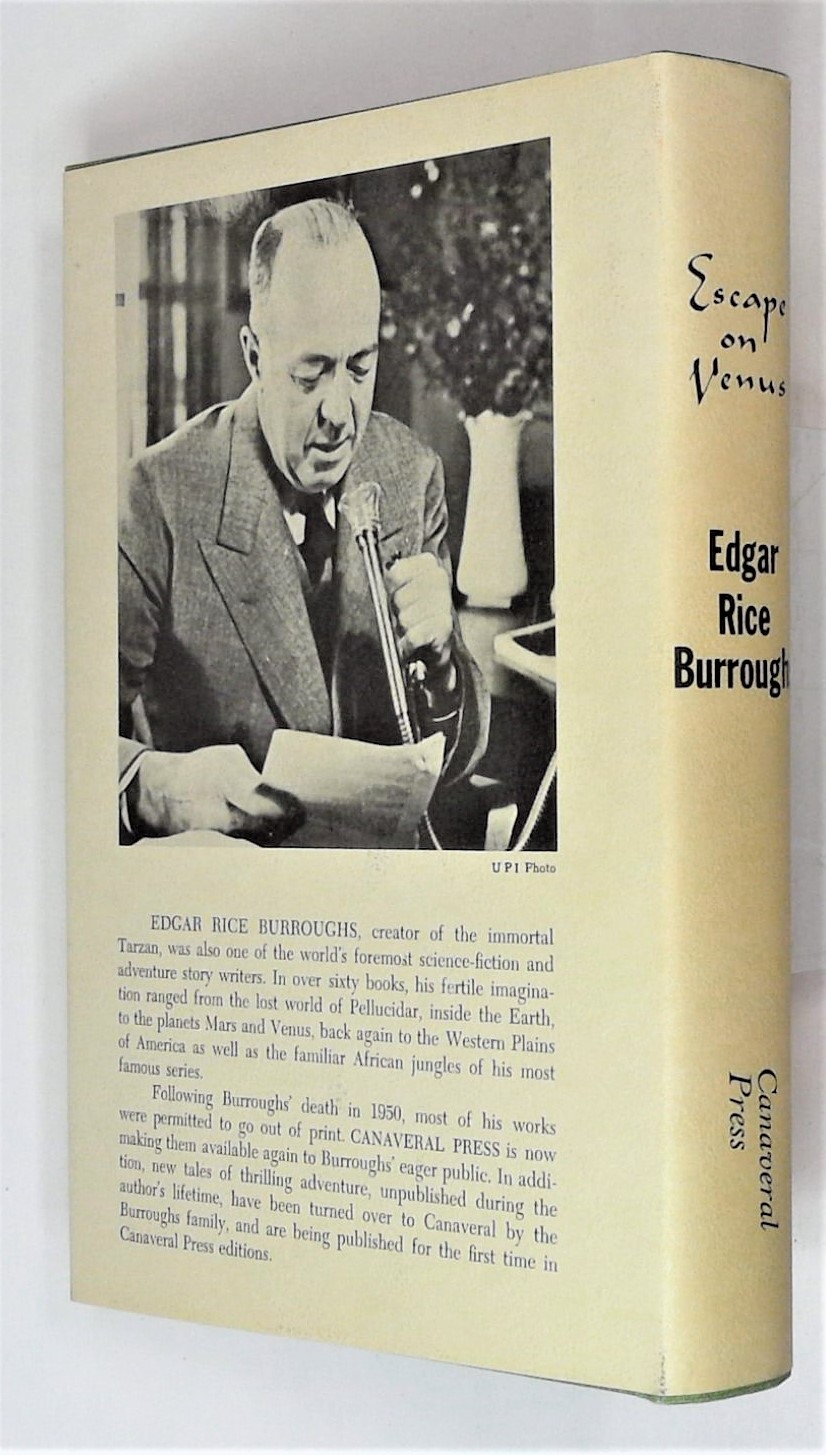 UPI Photo
EDGAR RICE BURROUGHS, creator of the immortal
Tarzan, was also one of the world's foremost science-fiction and
adventure story writers. In over sixty books, his fertile imagina-
tion ranged from the lost world of Pellucidar, inside the Earth,
to the planets Mars and Venus, back again to the Western Plains
of America as well as the familiar African jungles of his most
famous series.
Following Burroughs' death in 1950, most of his works
were permitted to go out of print. CANAVERAL PRESS is now
making them available again to Burroughs' eager public. In addi-
tion, new tales of thrilling adventure, unpublished during the
author's lifetime, have been turned over to Canaveral by the
Burroughs family, and are being published for the first time in
Canaveral Press editions.
Escape
on
Venus
Edgar
Rice
Burrough
Canaveral
Press